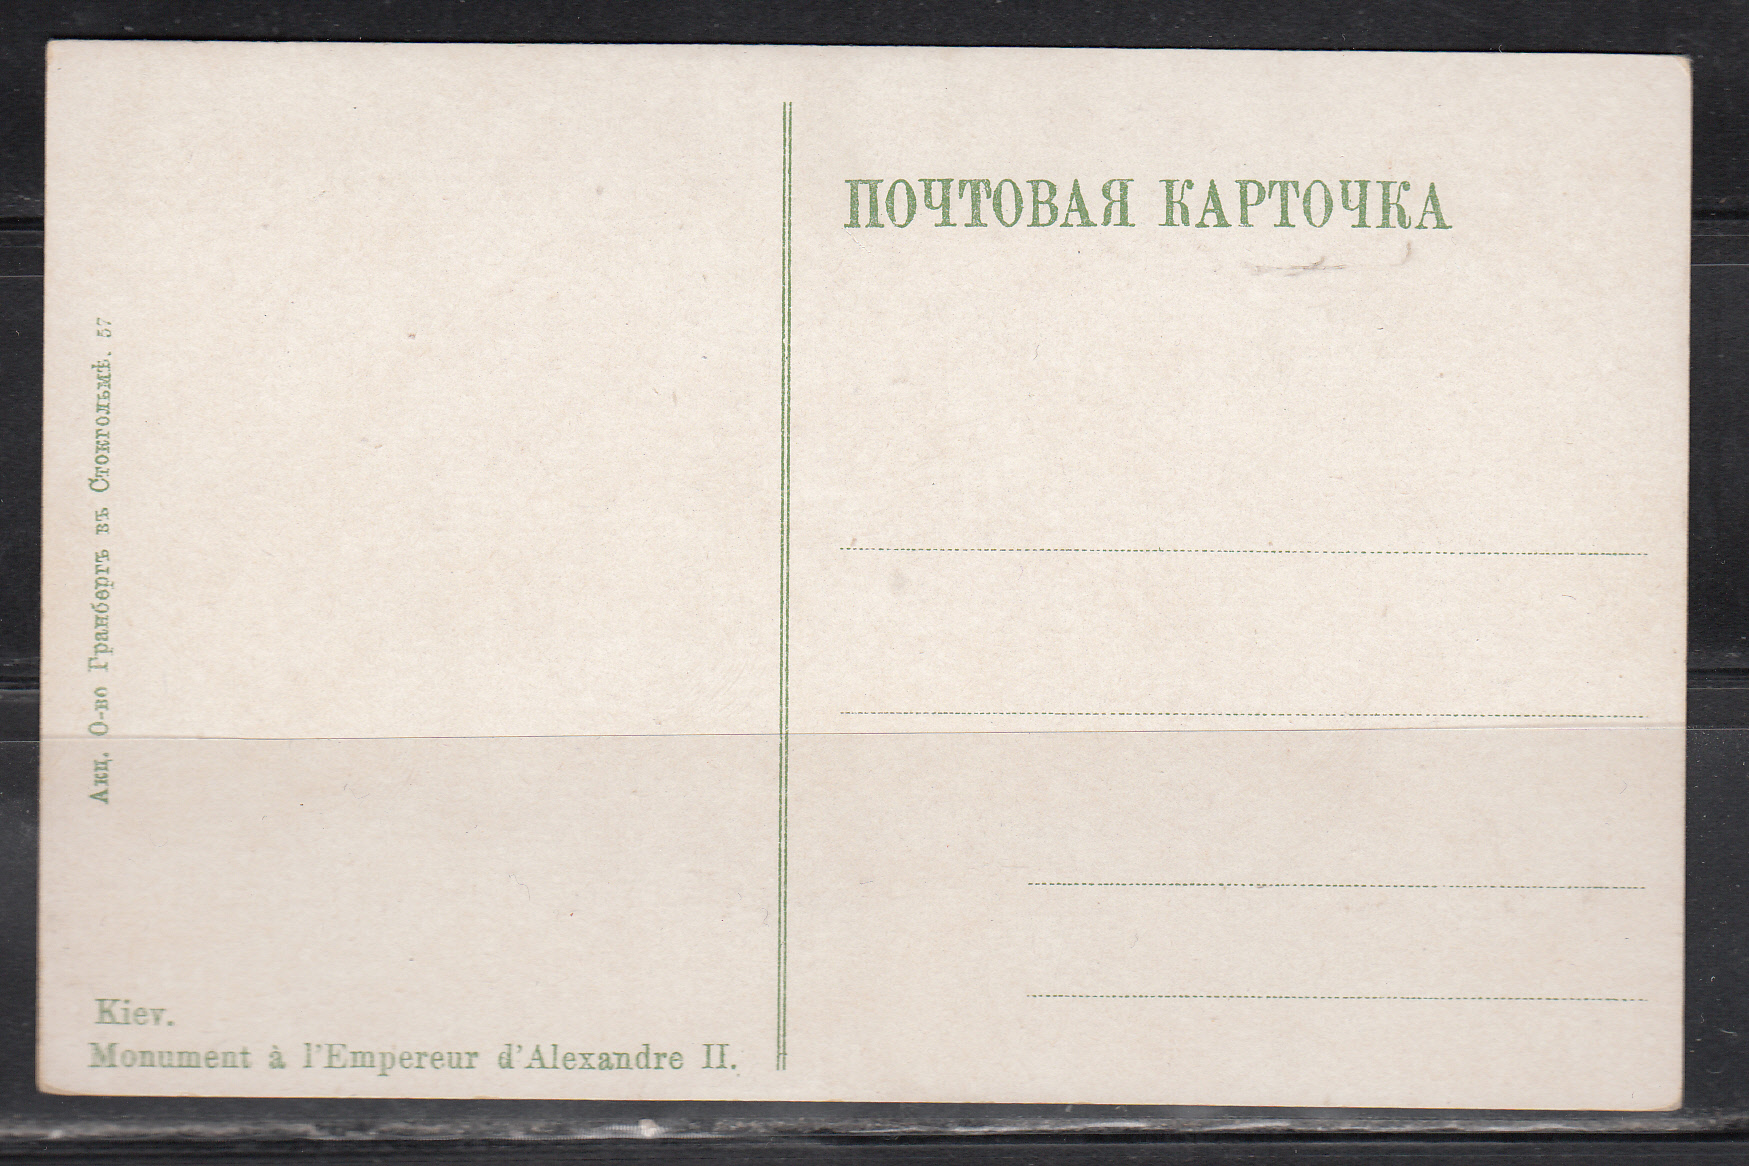 ПОЧТОВАЯ КАРТОЧКА
Акц. О-во Гранбергъ въ Стокгольмѣ. 57
Kiev.
Monument à l'Empereur d'Alexandre II.